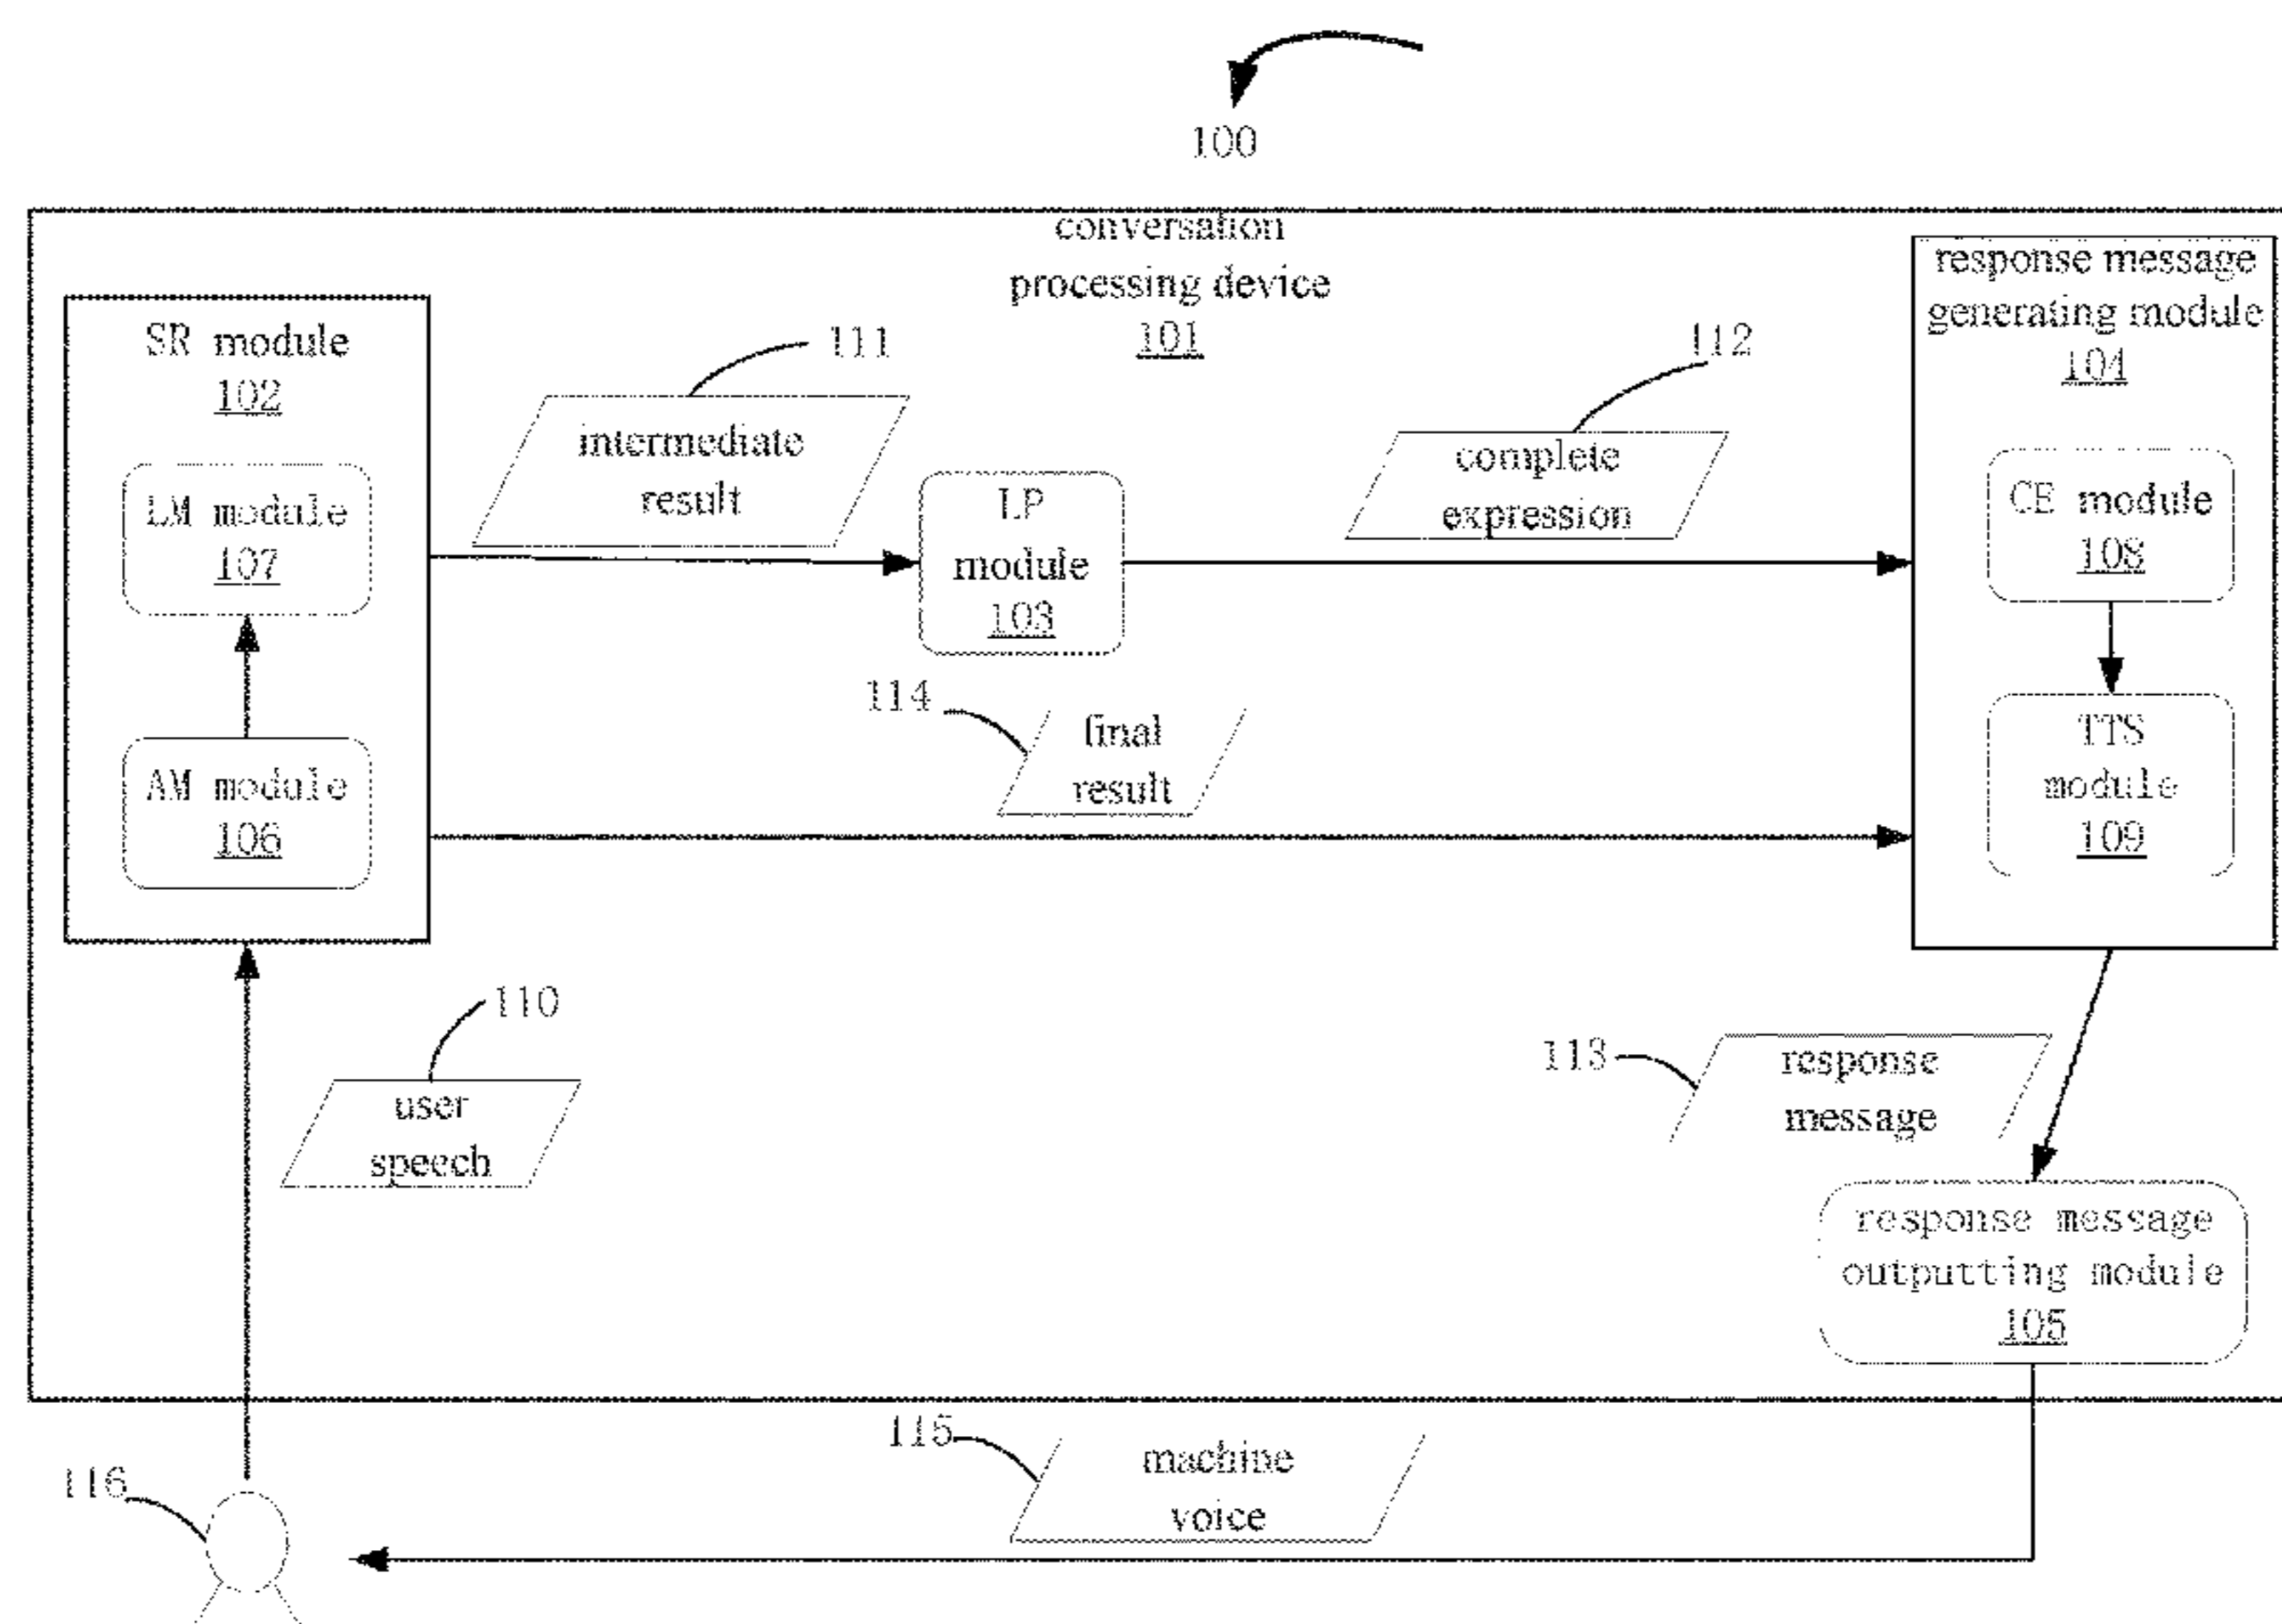 100
conversation
processing device
101
SR module
102
LM module
107
AM module
106
111
intermediate
result
LP
module
103
112
complete
expression
response message
generating module
104
CE module
108
TTS
module
109
114
final
result
110
user
speech
113
response
message
response message
outputting module
105
115
machine
voice
116